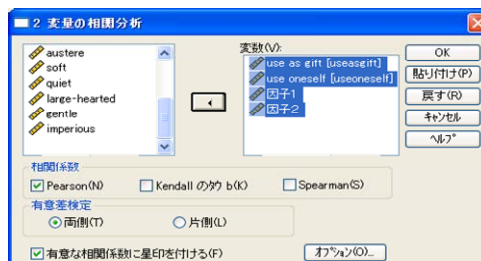 2 変量の相関分析
austere
soft
quiet
large-hearted
gentle
imperious
変数(V):
use as gift [useasgift]
use oneself [useoneself]
因子1
因子2
OK
貼り付け(P)
戻す(R)
キャンセル
ヘルプ
相関係数
Pearson(N)
Kendall のタウ b(K)
Spearman(S)
有意差検定
両側(T)
片側(L)
有意な相関係数に星印を付ける(F)
オプション(O)...